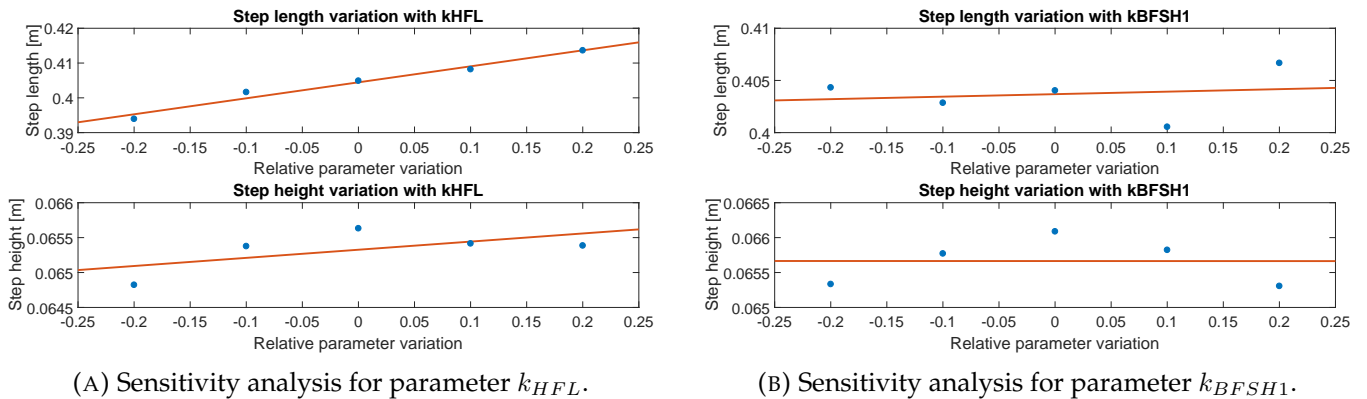 Step length variation with kHFL
Step length [m]
0.42
0.41
0.4
0.39
-0.25 -0.2 -0.15 -0.1 -0.05 0 0.05 0.1 0.15 0.2 0.25
Relative parameter variation
Step height variation with kHFL
Step height [m]
0.066
0.0655
0.065
0.0645
-0.25 -0.2 -0.15 -0.1 -0.05 0 0.05 0.1 0.15 0.2 0.25
Relative parameter variation
(A) Sensitivity analysis for parameter k_{HFL}.
Step length variation with kBFSH1
Step length [m]
0.41
0.405
0.4
-0.25 -0.2 -0.15 -0.1 -0.05 0 0.05 0.1 0.15 0.2 0.25
Relative parameter variation
Step height variation with kBFSH1
Step height [m]
0.0665
0.066
0.0655
0.065
-0.25 -0.2 -0.15 -0.1 -0.05 0 0.05 0.1 0.15 0.2 0.25
Relative parameter variation
(B) Sensitivity analysis for parameter k_{BFSH1}.